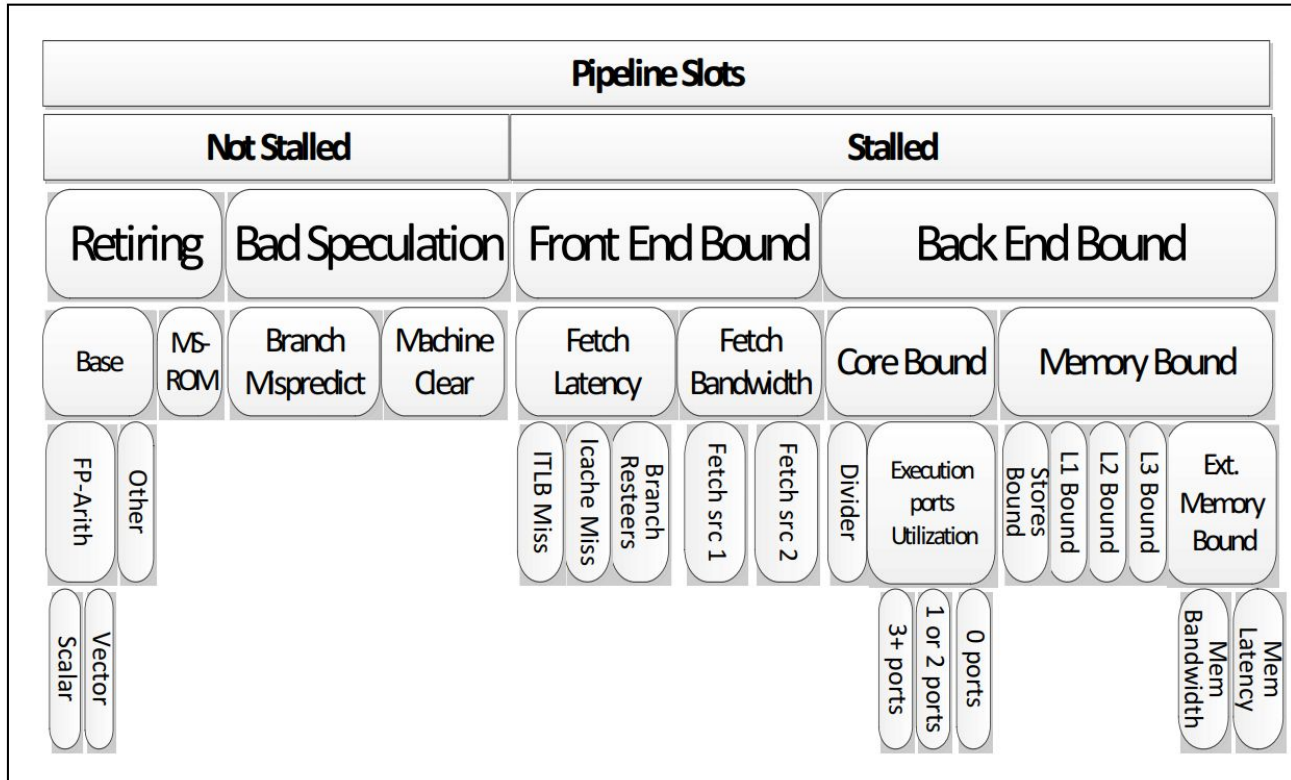 Pipeline Slots
Not Stalled
Stalled
Retiring
Bad Speculation
Front End Bound
Back End Bound
Base
MS-
ROM
Branch
Mispredict
Machine
Clear
Fetch
Latency
Fetch
Bandwidth
Core Bound
Memory Bound
FP-Arith
Other
ITLB Miss
Icache Miss
Branch
Resteers
Fetch src 1
Fetch src 2
Divider
Execution
ports
Utilization
Stores
Bound
L1 Bound
L2 Bound
L3 Bound
Ext.
Memory
Bound
Scalar
Vector
3+ ports
1 or 2 ports
0 ports
Mem
Bandwidth
Mem
Latency